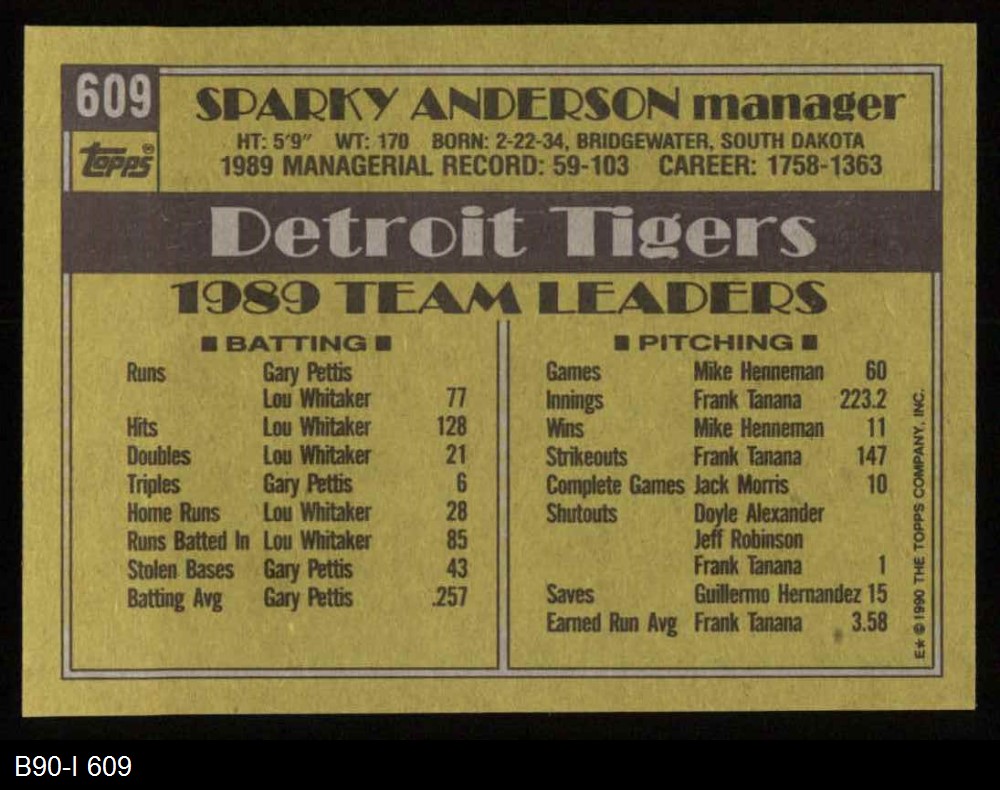 609
topps®
SPARKY ANDERSON manager
HT: 5'9" WT: 170 BORN: 2-22-34, BRIDGEWATER, SOUTH DAKOTA
1989 MANAGERIAL RECORD: 59-103 CAREER: 1758-1363
Detroit Tigers
1989 TEAM LEADERS
■ BATTING ■
Runs Gary Pettis
Lou Whitaker 77
Hits Lou Whitaker 128
Doubles Lou Whitaker 21
Triples Gary Pettis 6
Home Runs Lou Whitaker 28
Runs Batted In Lou Whitaker 85
Stolen Bases Gary Pettis 43
Batting Avg Gary Pettis .257
■ PITCHING ■
Games Mike Henneman 60
Innings Frank Tanana 223.2
Wins Mike Henneman 11
Strikeouts Frank Tanana 147
Complete Games Jack Morris 10
Shutouts Doyle Alexander
Jeff Robinson
Frank Tanana 1
Saves Guillermo Hernandez 15
Earned Run Avg Frank Tanana 3.58
E★ © 1990 THE TOPPS COMPANY, INC.
B90-I 609